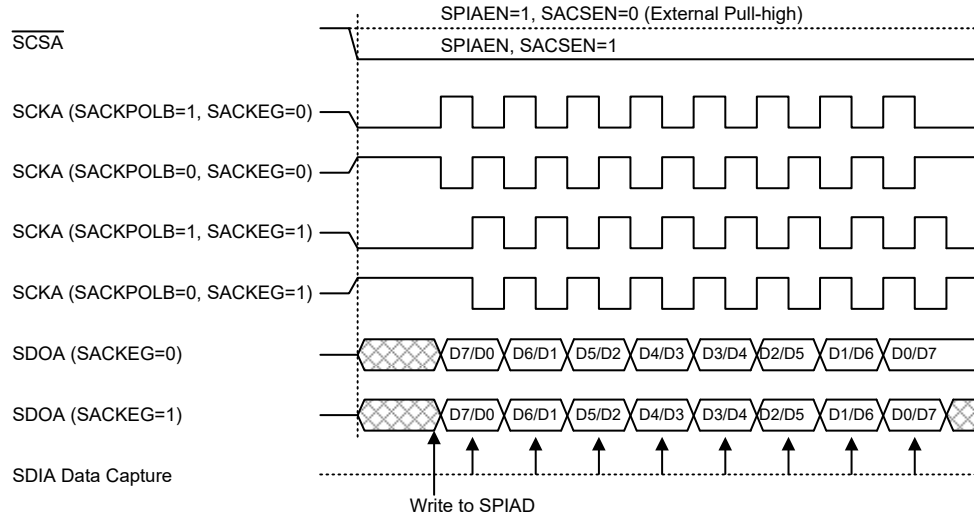 SPIAEN=1, SACSEN=0 (External Pull-high)
SCSA
SPIAEN, SACSEN=1
SCKA (SACKPOLB=1, SACKEG=0)
SCKA (SACKPOLB=0, SACKEG=0)
SCKA (SACKPOLB=1, SACKEG=1)
SCKA (SACKPOLB=0, SACKEG=1)
SDOA (SACKEG=0) D7/D0 D6/D1 D5/D2 D4/D3 D3/D4 D2/D5 D1/D6 D0/D7
SDOA (SACKEG=1) D7/D0 D6/D1 D5/D2 D4/D3 D3/D4 D2/D5 D1/D6 D0/D7
SDIA Data Capture
Write to SPIAD